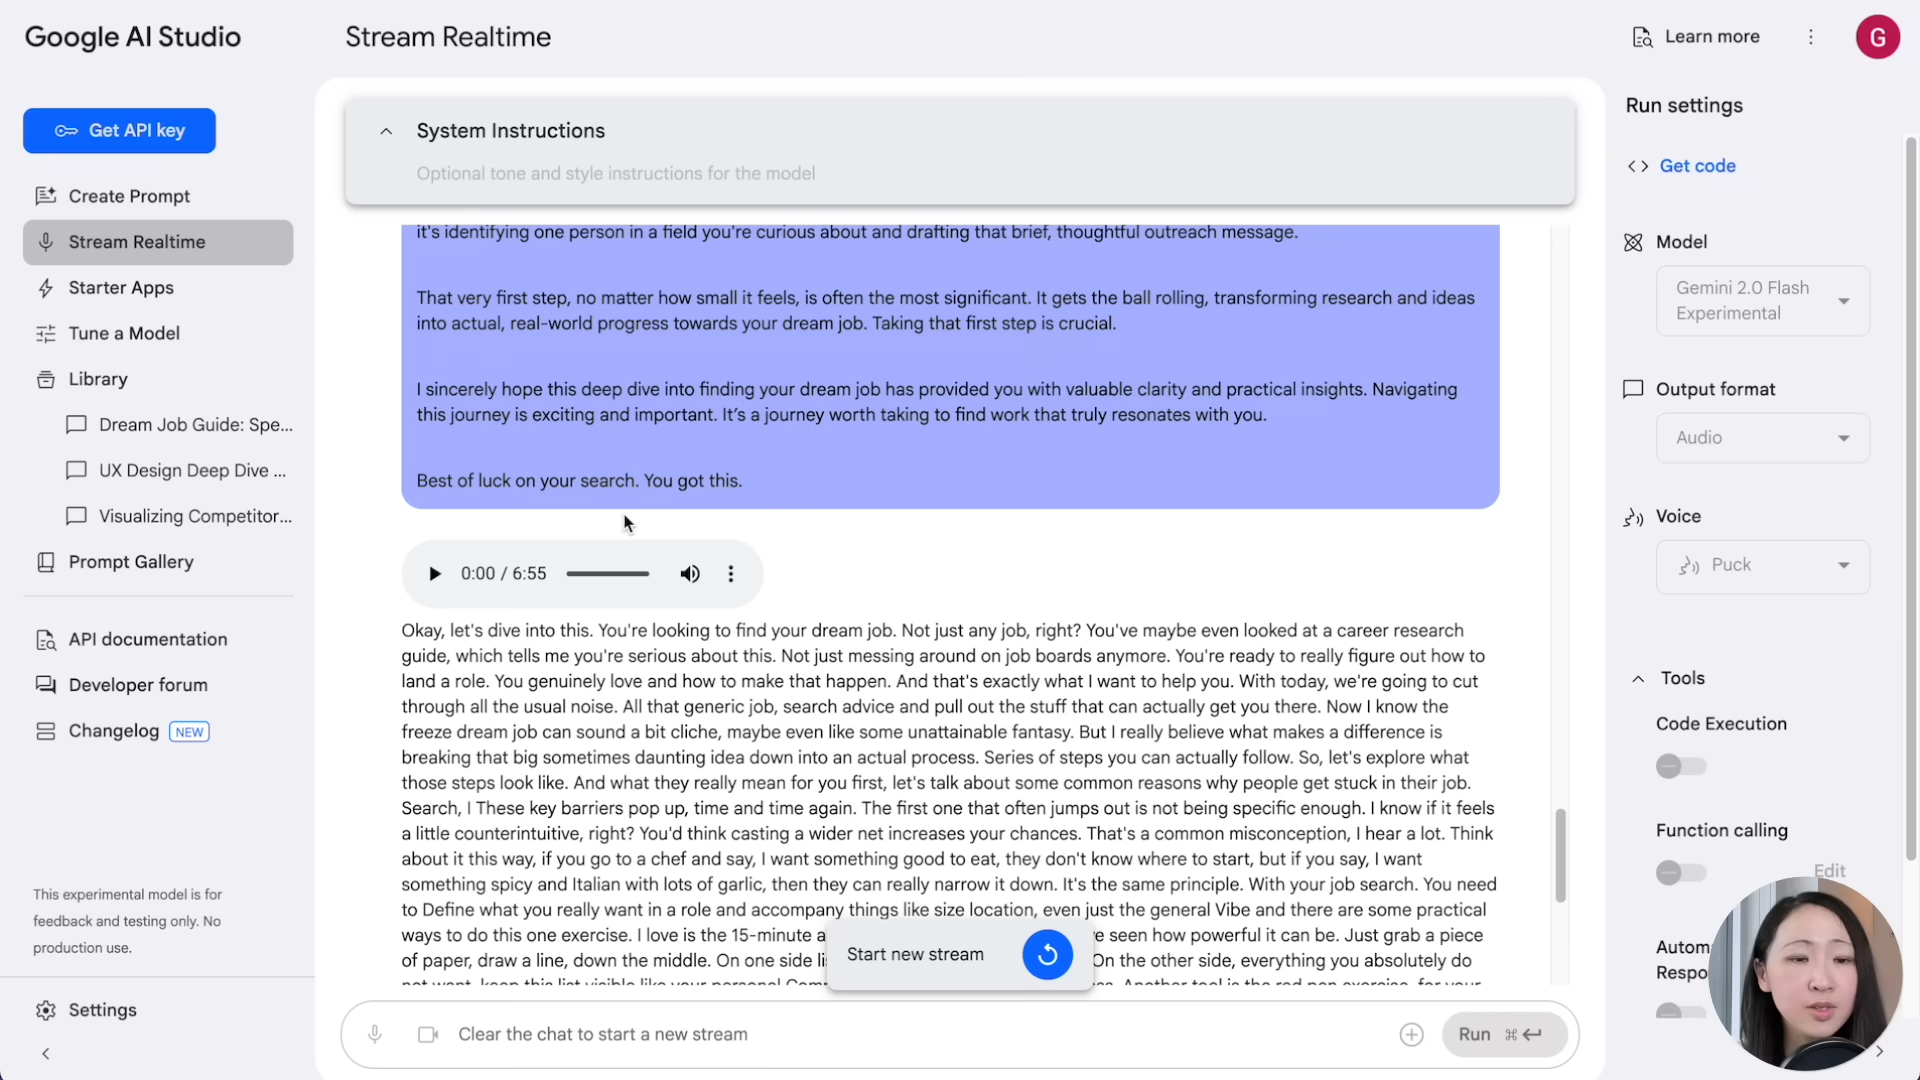 Google AI Studio
Stream Realtime
Learn more
G
Get API key
Create Prompt
Stream Realtime
Starter Apps
Tune a Model
Library
Dream Job Guide: Spe...
UX Design Deep Dive ...
Visualizing Competitor...
Prompt Gallery
API documentation
Developer forum
Changelog NEW
This experimental model is for
feedback and testing only. No
production use.
Settings
System Instructions
Optional tone and style instructions for the model
it's identifying one person in a field you're curious about and drafting that brief, thoughtful outreach message.
That very first step, no matter how small it feels, is often the most significant. It gets the ball rolling, transforming research and ideas
into actual, real-world progress towards your dream job. Taking that first step is crucial.
I sincerely hope this deep dive into finding your dream job has provided you with valuable clarity and practical insights. Navigating
this journey is exciting and important. It's a journey worth taking to find work that truly resonates with you.
Best of luck on your search. You got this.
0:00 / 6:55
Okay, let's dive into this. You're looking to find your dream job. Not just any job, right? You've maybe even looked at a career research
guide, which tells me you're serious about this. Not just messing around on job boards anymore. You're ready to really figure out how to
land a role. You genuinely love and how to make that happen. And that's exactly what I want to help you. With today, we're going to cut
through all the usual noise. All that generic job, search advice and pull out the stuff that can actually get you there. Now I know the
freeze dream job can sound a bit cliche, maybe even like some unattainable fantasy. But I really believe what makes a difference is
breaking that big sometimes daunting idea down into an actual process. Series of steps you can actually follow. So, let's explore what
those steps look like. And what they really mean for you first, let's talk about some common reasons why people get stuck in their job.
Search, I These key barriers pop up, time and time again. The first one that often jumps out is not being specific enough. I know if it feels
a little counterintuitive, right? You'd think casting a wider net increases your chances. That's a common misconception, I hear a lot. Think
about it this way, if you go to a chef and say, I want something good to eat, they don't know where to start, but if you say, I want
something spicy and Italian with lots of garlic, then they can really narrow it down. It's the same principle. With your job search. You need
to Define what you really want in a role and accompany things like size location, even just the general Vibe and there are some practical
ways to do this one exercise. I love is the 15-minute a
e seen how powerful it can be. Just grab a piece
of paper, draw a line, down the middle. On one side li
On the other side, everything you absolutely do
Start new stream
Clear the chat to start a new stream
Run ⌘ ↵
Run settings
Get code
Model
Gemini 2.0 Flash
Experimental
Output format
Audio
Voice
Puck
Tools
Code Execution
Function calling
Edit
Autom
Respo